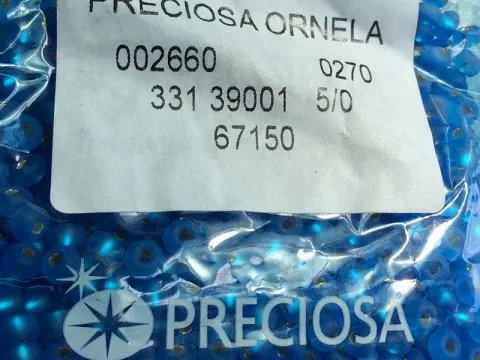 PRECIOSA ORNELA
002660 0270
331 39001 5/0
67150
PRECIOSA